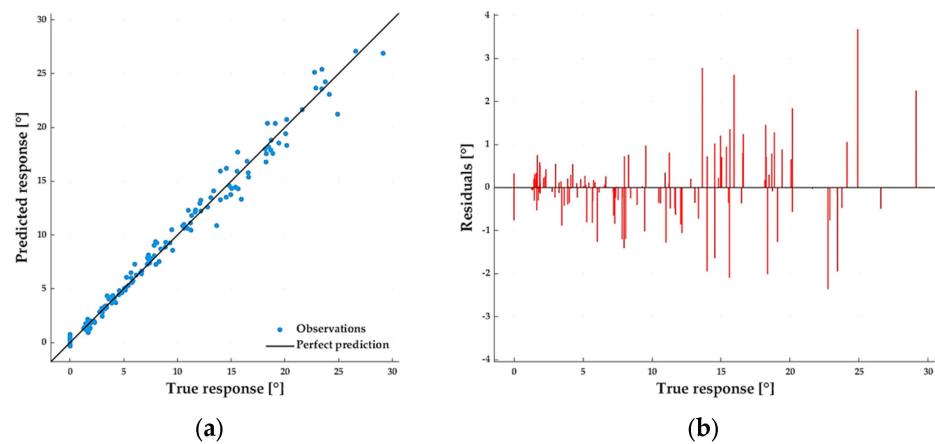 30
25
20
15
10
5
0
Predicted response [°]
Observations
Perfect prediction
0 5 10 15 20 25 30
True response [°]
(a)
4
3
2
1
0
-1
-2
-3
-4
Residuals [°]
0 5 10 15 20 25 30
True response [°]
(b)